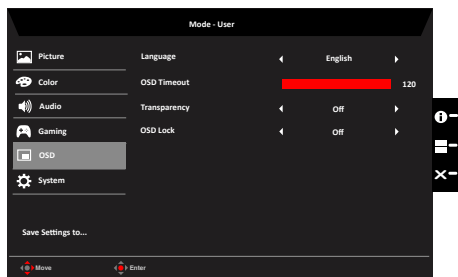 Mode - User
Picture
Language
English
Color
OSD Timeout
120
Audio
Transparency
Off
Gaming
OSD Lock
Off
OSD
System
Save Settings to...
Move
Enter